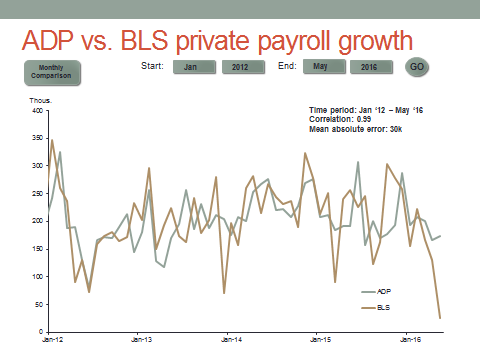 ADP vs. BLS private payroll growth
Monthly
Comparison
Start: Jan 2012 End: May 2016 GO
Thous.
Time period: Jan '12 – May '16
Correlation: 0.99
Mean absolute error: 30k
400
350
300
250
200
150
100
50
0
ADP
BLS
Jan-12 Jan-13 Jan-14 Jan-15 Jan-16